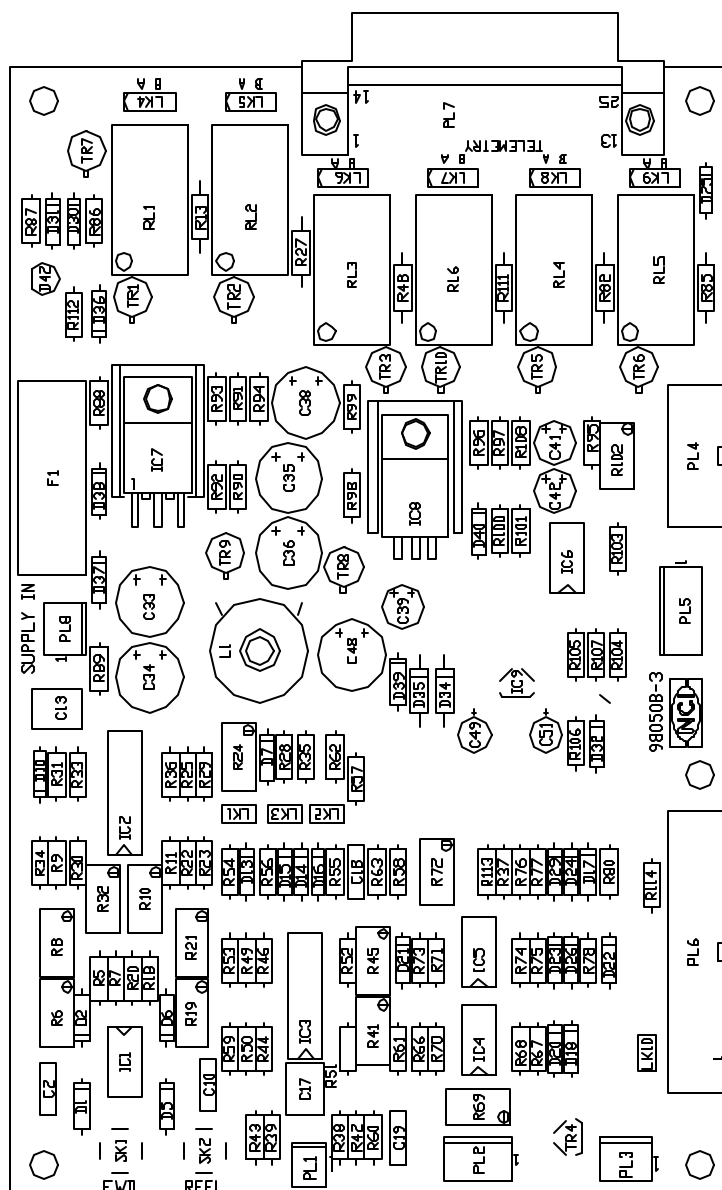 B A
B A
LK4
LK5
14
PL7
25
TR7
1
13
TELEMETRY
B A
B A
B A
B A
LK6
LK7
LK8
LK9
R87
D31
D30
R86
RL1
R13
RL2
R27
RL3
R48
RL6
R111
RL4
R82
RL5
R85
D42
TR1
TR2
R112
D36
TR3
TR10
TR5
TR6
R88
R93
R91
R94
C38
R99
F1
IC7
R92
R90
C35
R98
IC8
R96
R97
R108
C41
R95
R102
PL4
D38
C42
D40
R100
R101
IC6
R103
D37
TR9
C36
TR8
SUPPLY IN
PL8
1
C33
C39
PL5
1
L1
C48
R105
R107
R104
R89
C34
D39
D35
D34
IC9
C13
98050B-3
NCI
R24
D7
R28
R35
R62
R37
C49
C51
R106
D32
D10
R31
R33
IC2
R36
R25
R29
LK1
LK3
LK2
R34
R9
R30
R11
R22
R23
R54
D13
R56
D15
D14
D16
R55
C18
R63
R58
R72
R113
R37
R76
R77
D29
D24
D17
R80
R114
R32
R10
R8
R21
R53
R49
R46
R52
R45
D21
R73
R71
IC5
R74
R75
D23
D26
R78
D22
PL6
R5
R7
R20
R18
R6
D2
D6
R19
IC1
R59
R50
R44
IC3
R41
R61
R66
R70
IC4
R68
R67
D20
D18
LK10
C2
D1
D5
C10
C17
R51
R69
SK1
SK2
R43
R39
PL1
R38
R42
R60
C19
PL2
1
TR4
PL3
1